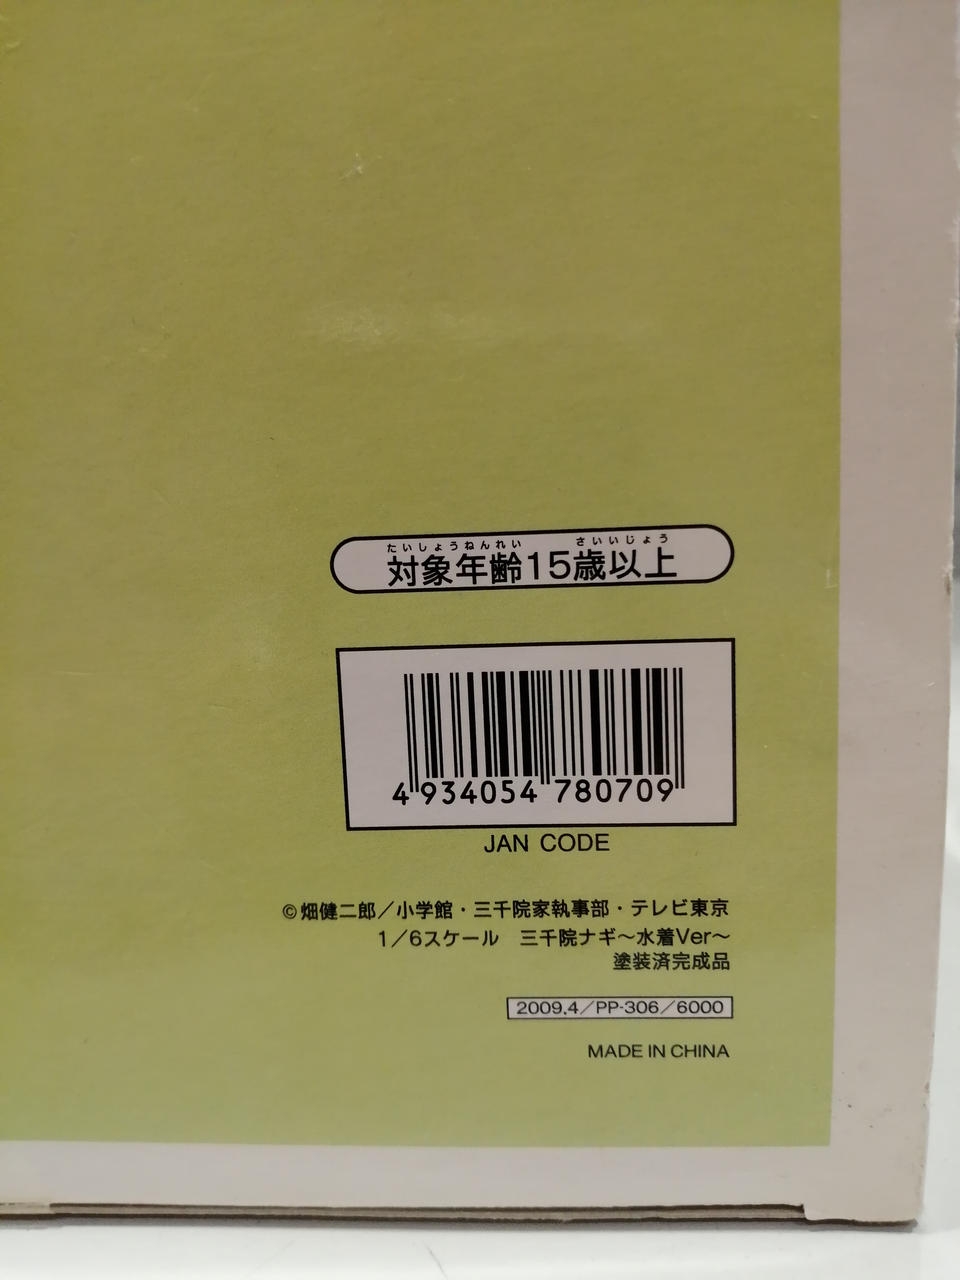 たいしょうねんれい さいいじょう
対象年齢15歳以上
4 934054 780709
JAN CODE
©畑健二郎／小学館・三千院家執事部・テレビ東京
1／6スケール　三千院ナギ～水着Ver～
塗装済完成品
2009.4／PP-306／6000
MADE IN CHINA